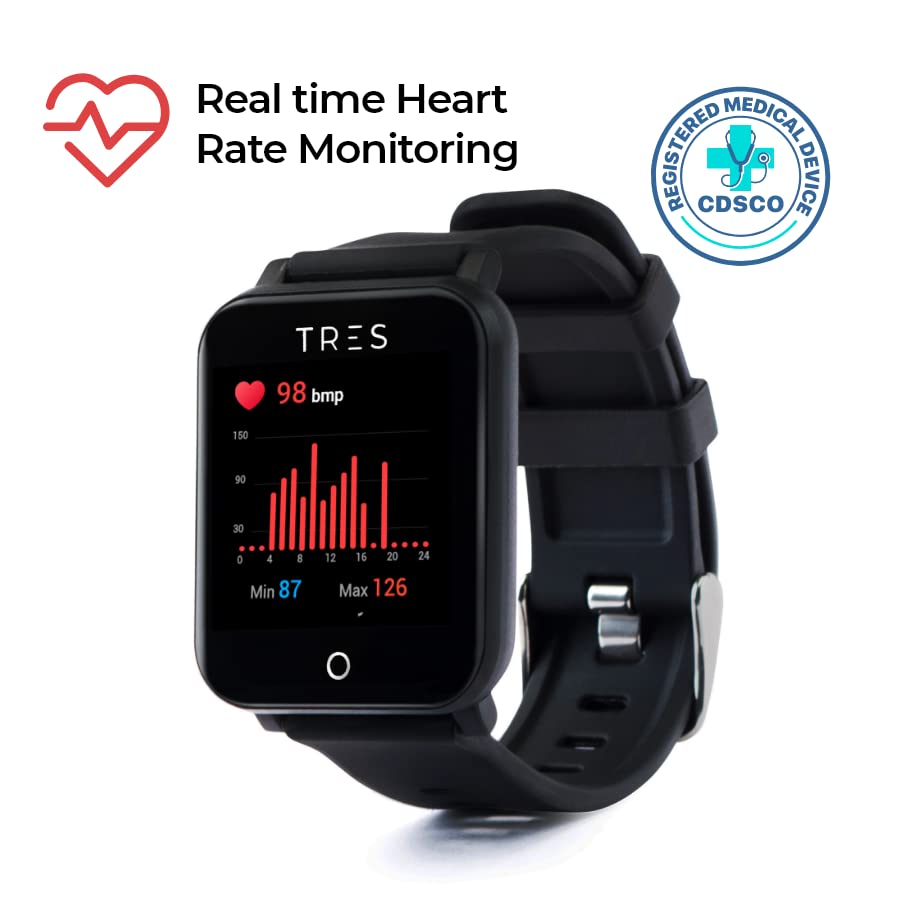 Real time Heart
Rate Monitoring
REGISTERED MEDICAL DEVICE
CDSCO
TRES
98 bmp
150
90
30
0 4 8 12 16 20 24
Min 87 Max 126